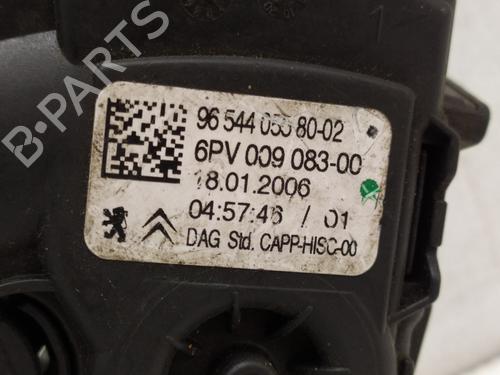 96 544 055 80-02
6PV 009 083-00
18.01.2006
04:57:46 / 01
DAG Std. CAPP-HISC-00
B-PARTS